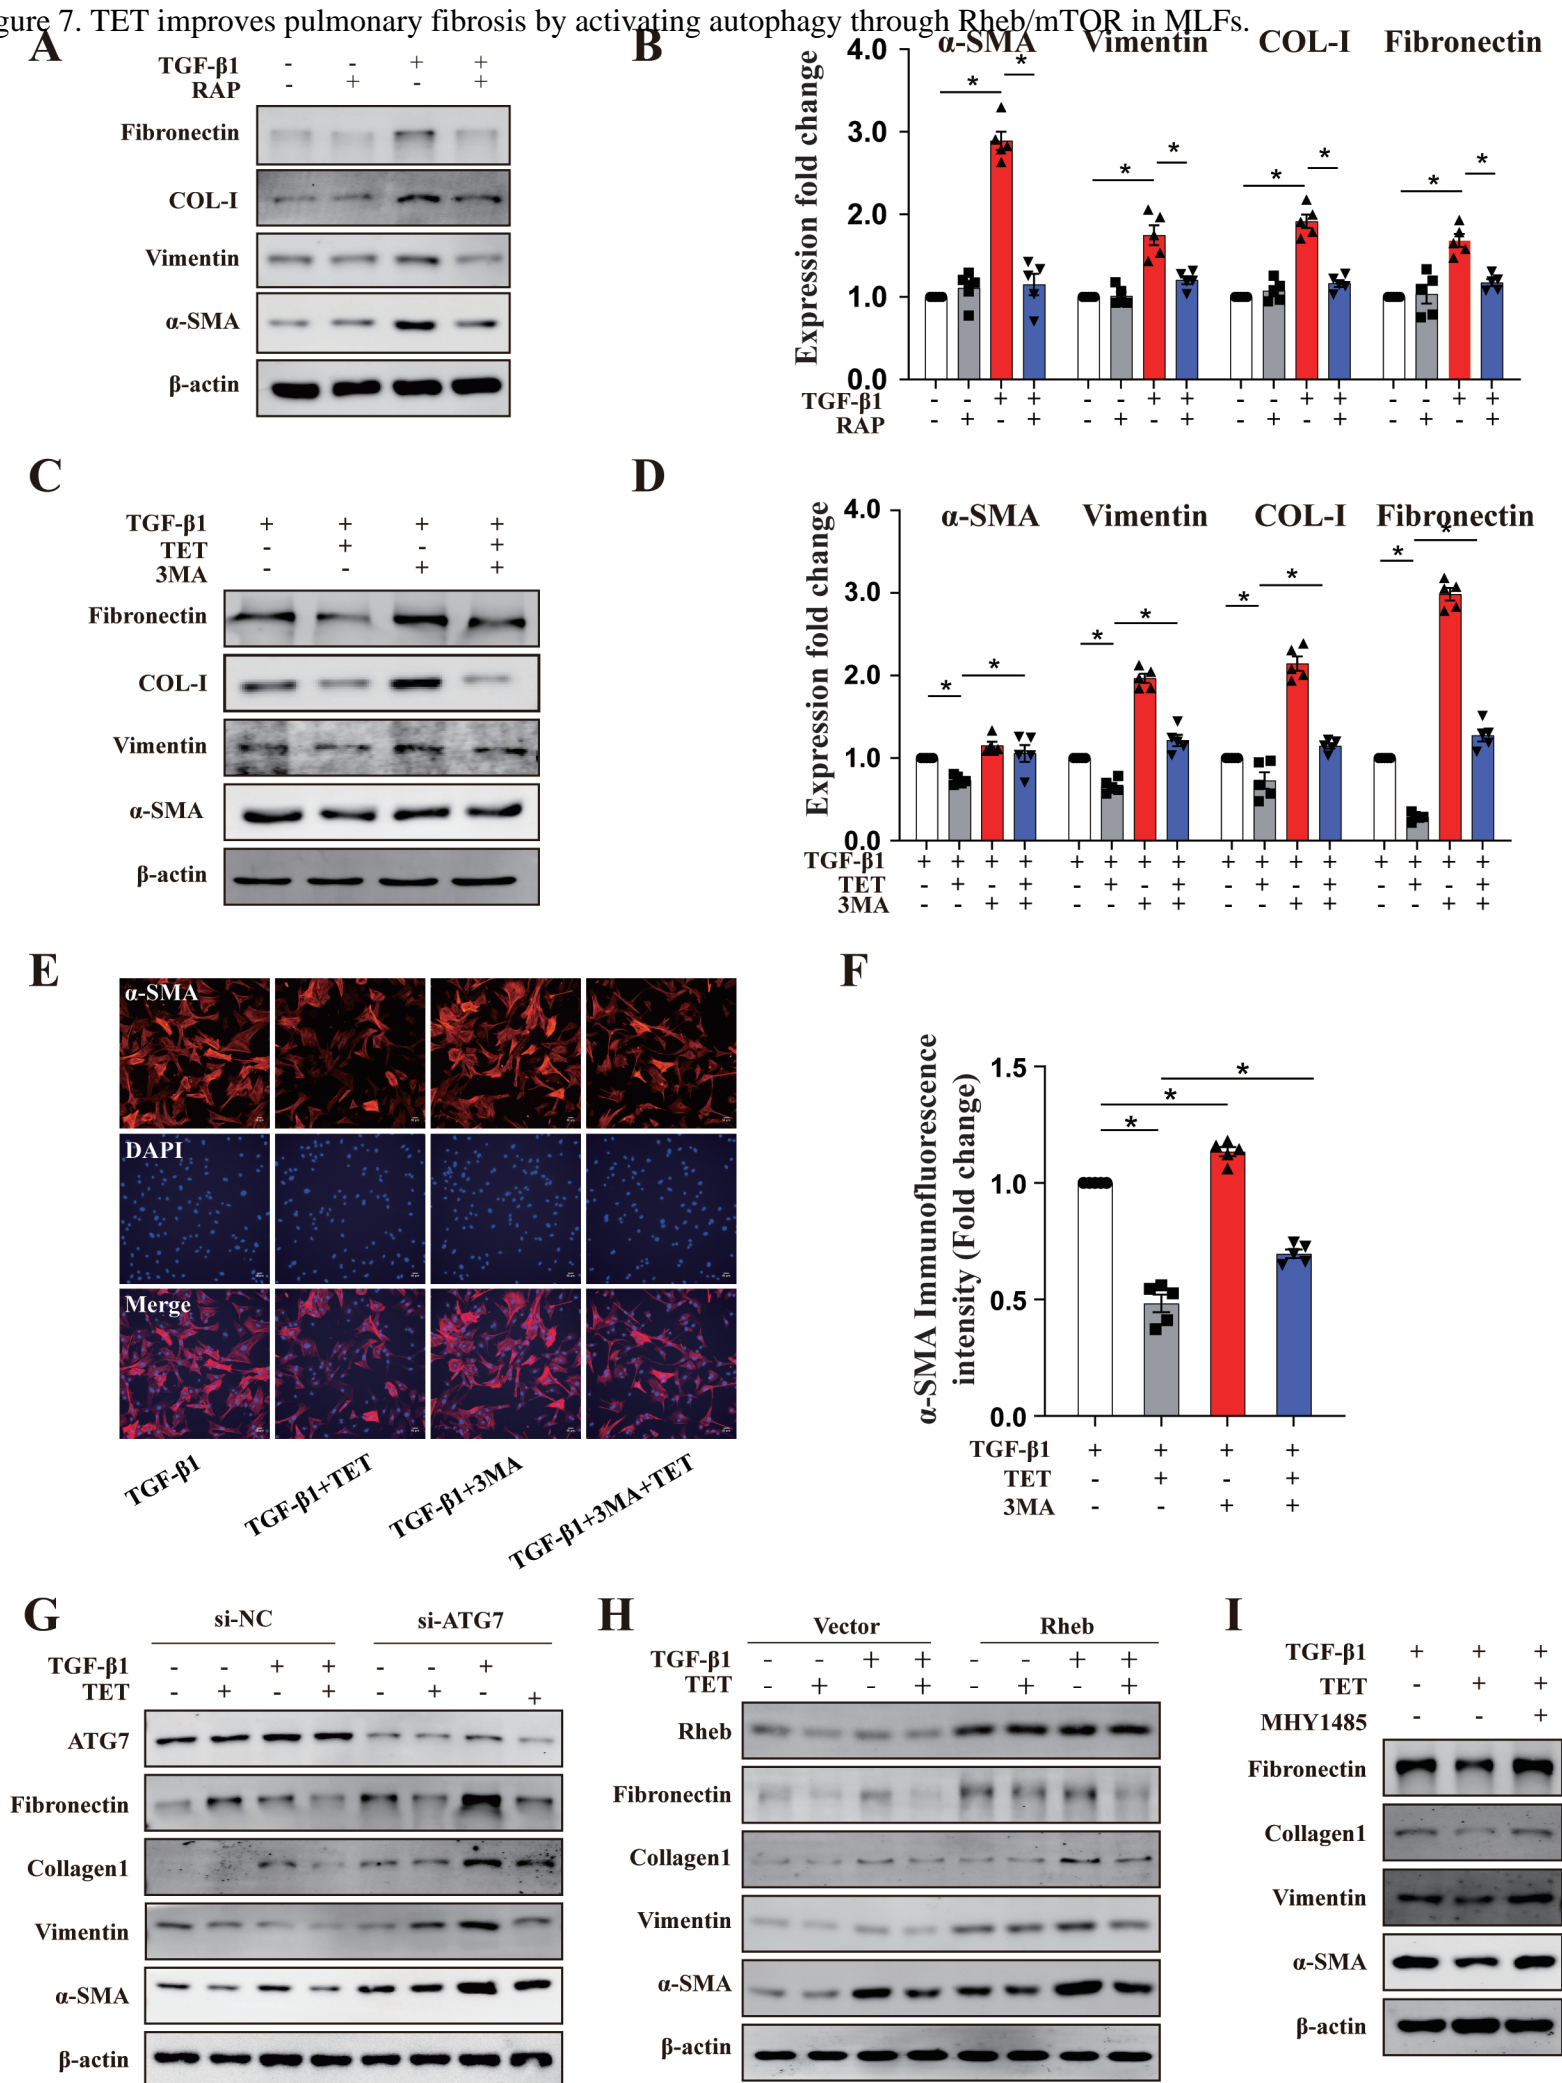 gure 7. TET improves pulmonary fibrosis by activating autophagy through Rheb/mTOR in MLFs.
A
TGF-β1 - - + +
RAP - + - +
Fibronectin
COL-I
Vimentin
α-SMA
β-actin
B
α-SMA Vimentin COL-I Fibronectin
Expression fold change
4.0
3.0
2.0
1.0
0.0
* * * * * * * *
TGF-β1 - - + + - - + + - - + + - - + +
RAP - + - + - + - + - + - + - + - +
C
TGF-β1 + + + +
TET - + - +
3MA - - + +
Fibronectin
COL-I
Vimentin
α-SMA
β-actin
D
α-SMA Vimentin COL-I Fibronectin
Expression fold change
4.0
3.0
2.0
1.0
0.0
* * * * * * * *
TGF-β1 + + + + + + + + + + + + + + + +
TET - + - + - + - + - + - + - + - +
3MA - - + + - - + + - - + + - - + +
E
α-SMA
DAPI
Merge
TGF-β1
TGF-β1+TET
TGF-β1+3MA
TGF-β1+3MA+TET
F
α-SMA Immunofluorescence
intensity (Fold change)
1.5
1.0
0.5
0.0
* * *
TGF-β1 + + + +
TET - + - +
3MA - - + +
G
si-NC si-ATG7
TGF-β1 - - + + - - +
TET - + - + - + - +
ATG7
Fibronectin
Collagen1
Vimentin
α-SMA
β-actin
H
Vector Rheb
TGF-β1 - - + + - - + +
TET - + - + - + - +
Rheb
Fibronectin
Collagen1
Vimentin
α-SMA
β-actin
I
TGF-β1 + + +
TET - + +
MHY1485 - - +
Fibronectin
Collagen1
Vimentin
α-SMA
β-actin